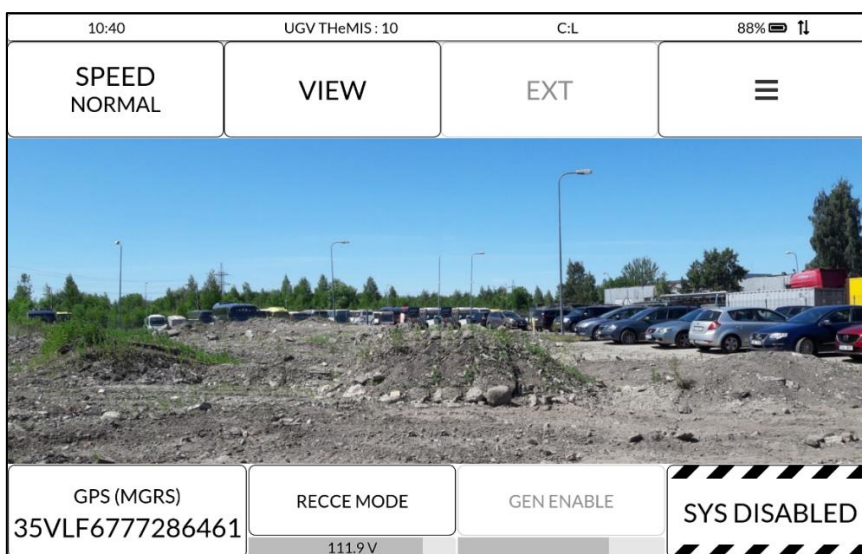 10:40
UGV THeMIS : 10
C:L
88%
SPEED
NORMAL
VIEW
EXT
GPS (MGRS)
35VLF6777286461
RECCE MODE
111.9 V
GEN ENABLE
SYS DISABLED